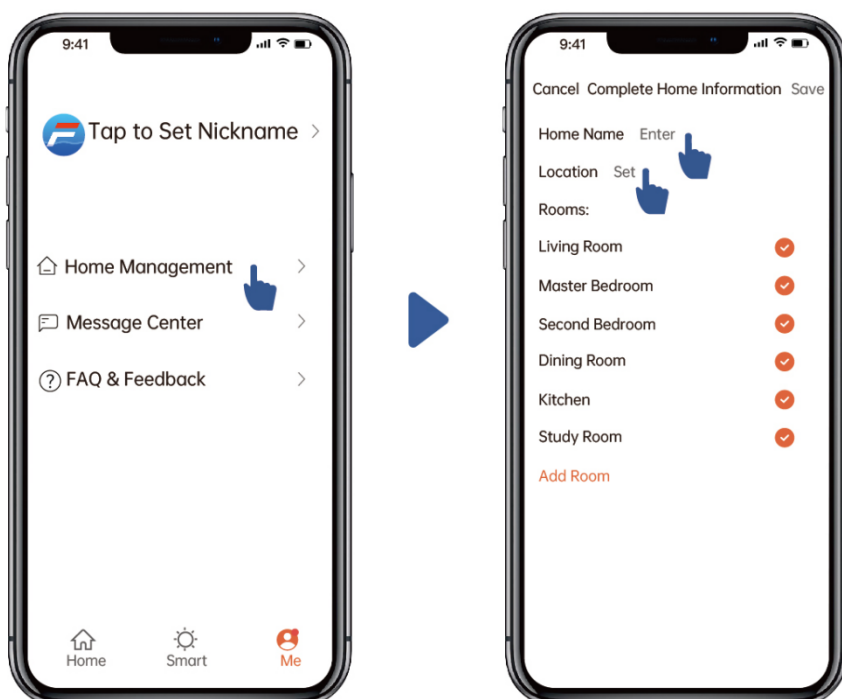 9:41
Tap to Set Nickname
Home Management
Message Center
FAQ & Feedback
Home Smart Me
9:41
Cancel Complete Home Information Save
Home Name Enter
Location Set
Rooms:
Living Room
Master Bedroom
Second Bedroom
Dining Room
Kitchen
Study Room
Add Room